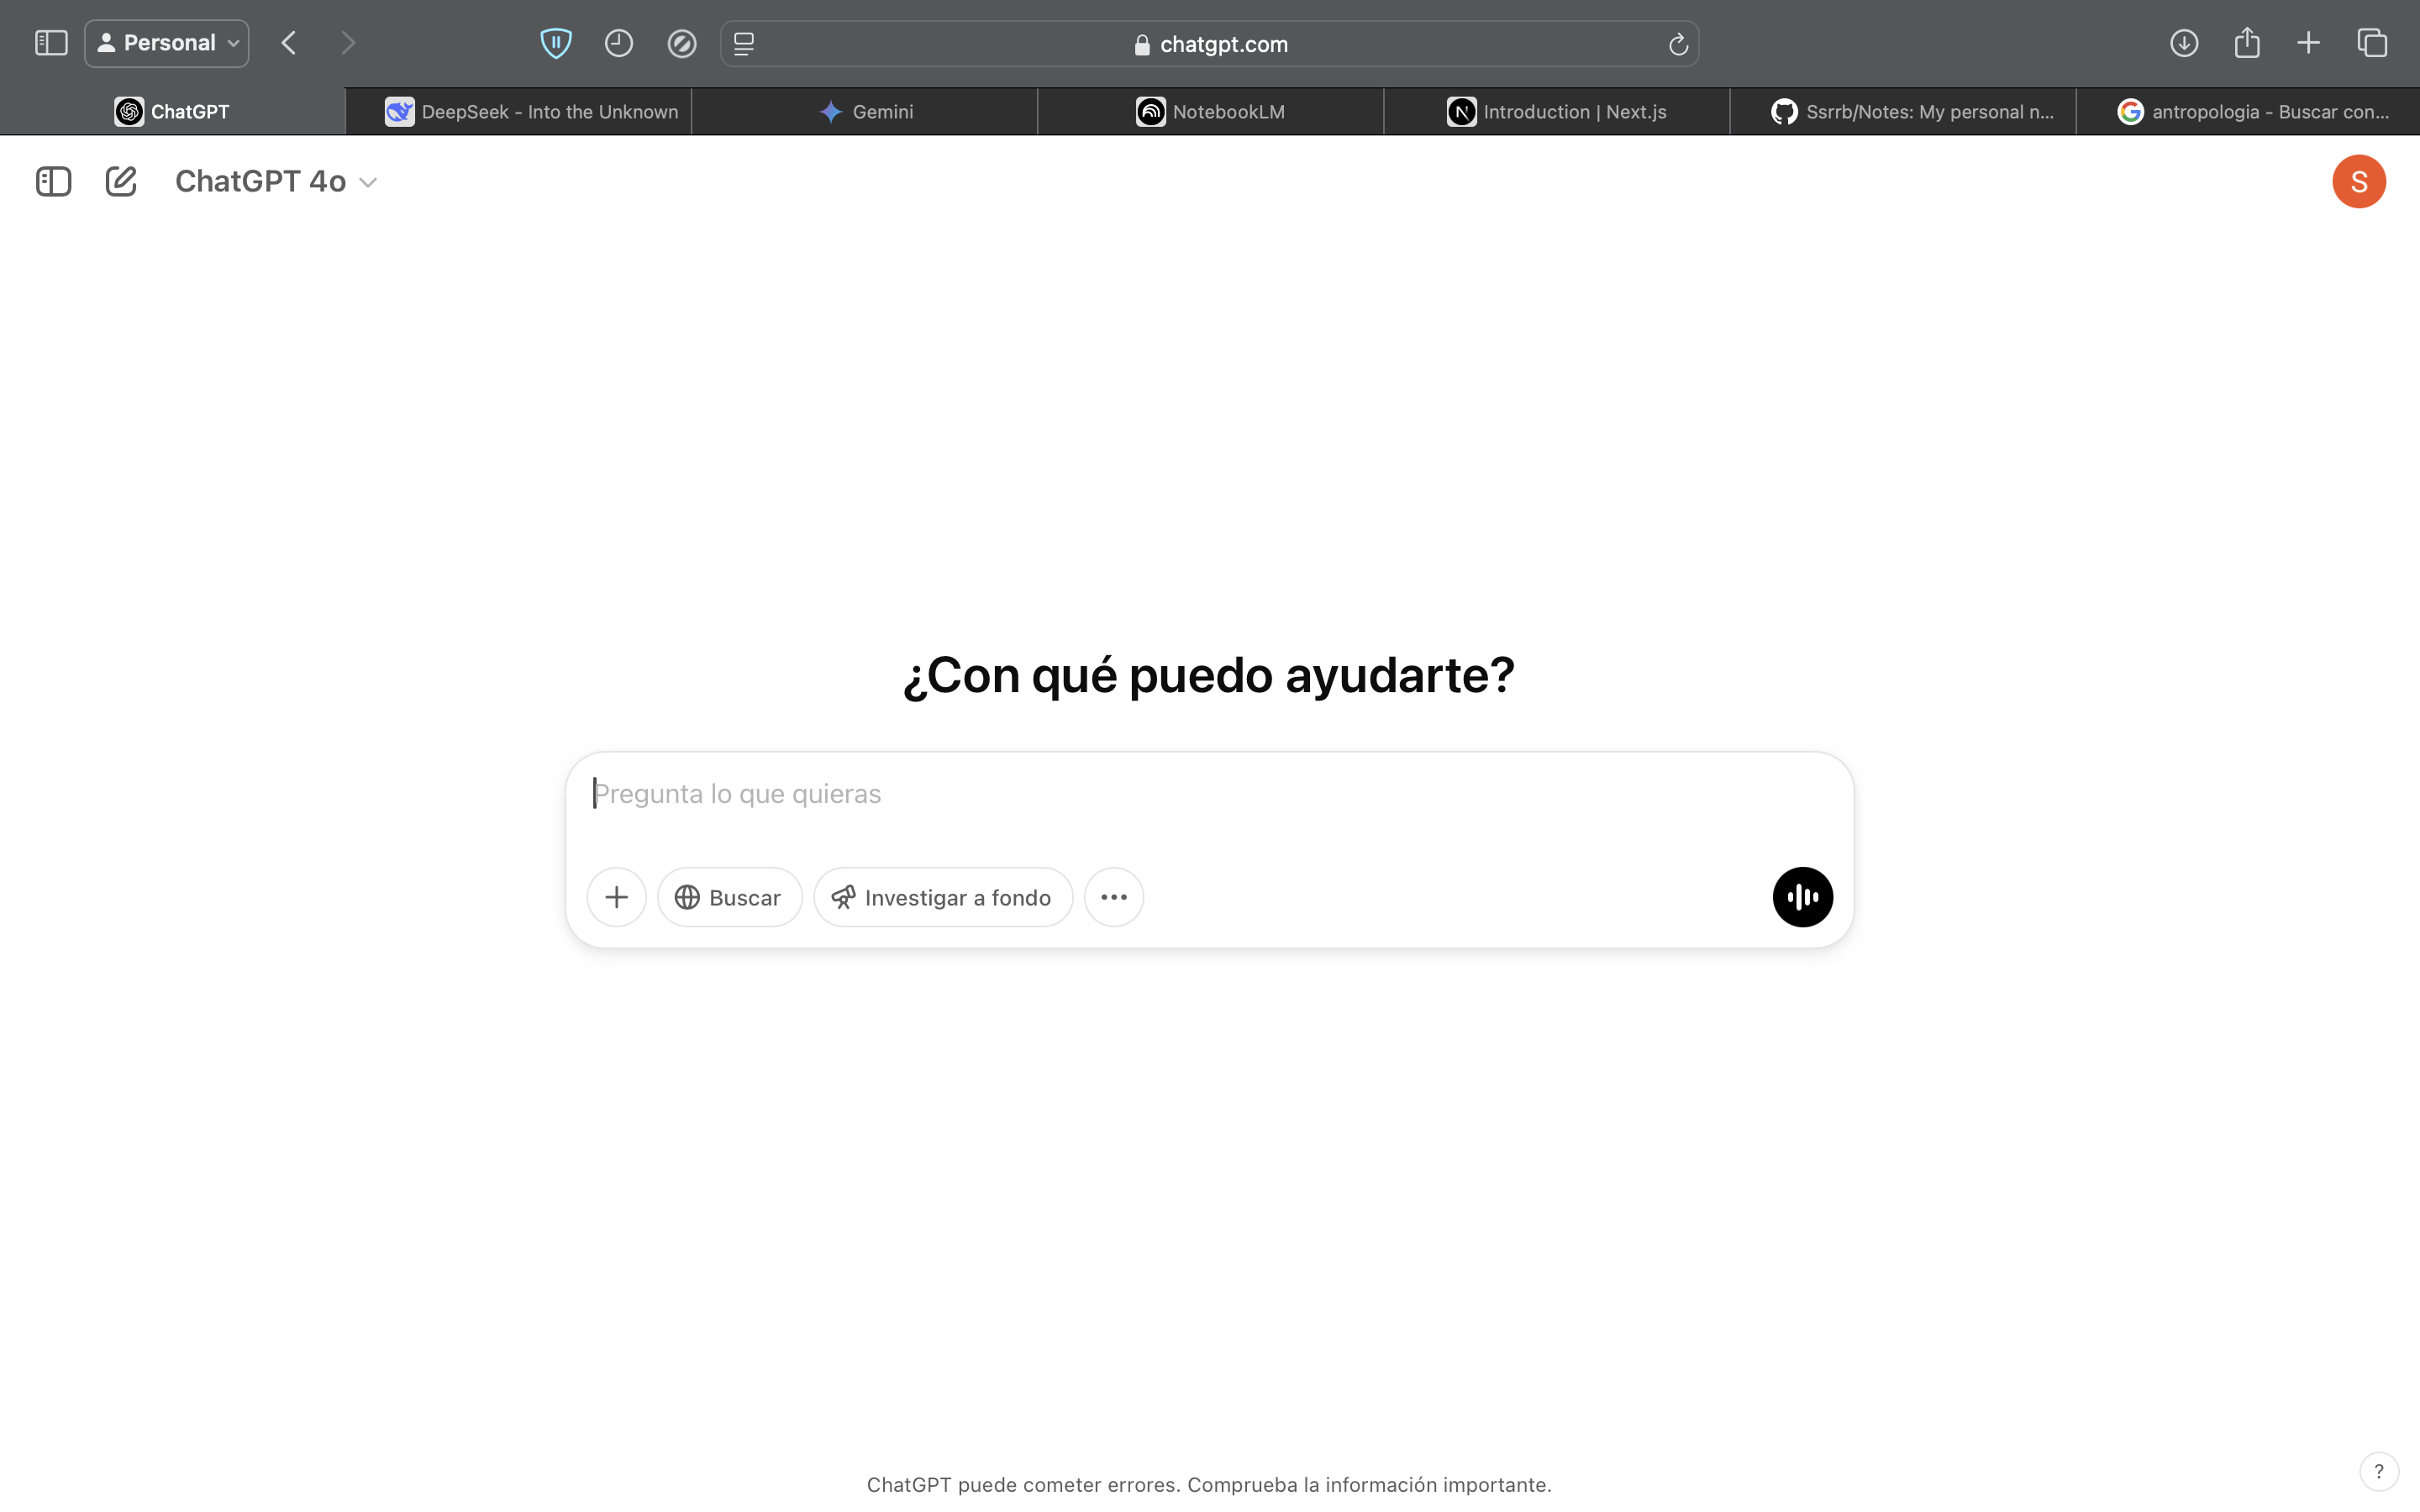 Personal
chatgpt.com
ChatGPT
DeepSeek - Into the Unknown
Gemini
NotebookLM
Introduction | Next.js
Ssrrb/Notes: My personal n...
antropologia - Buscar con...
ChatGPT 4o
S
¿Con qué puedo ayudarte?
Pregunta lo que quieras
Buscar
Investigar a fondo
ChatGPT puede cometer errores. Comprueba la información importante.
?